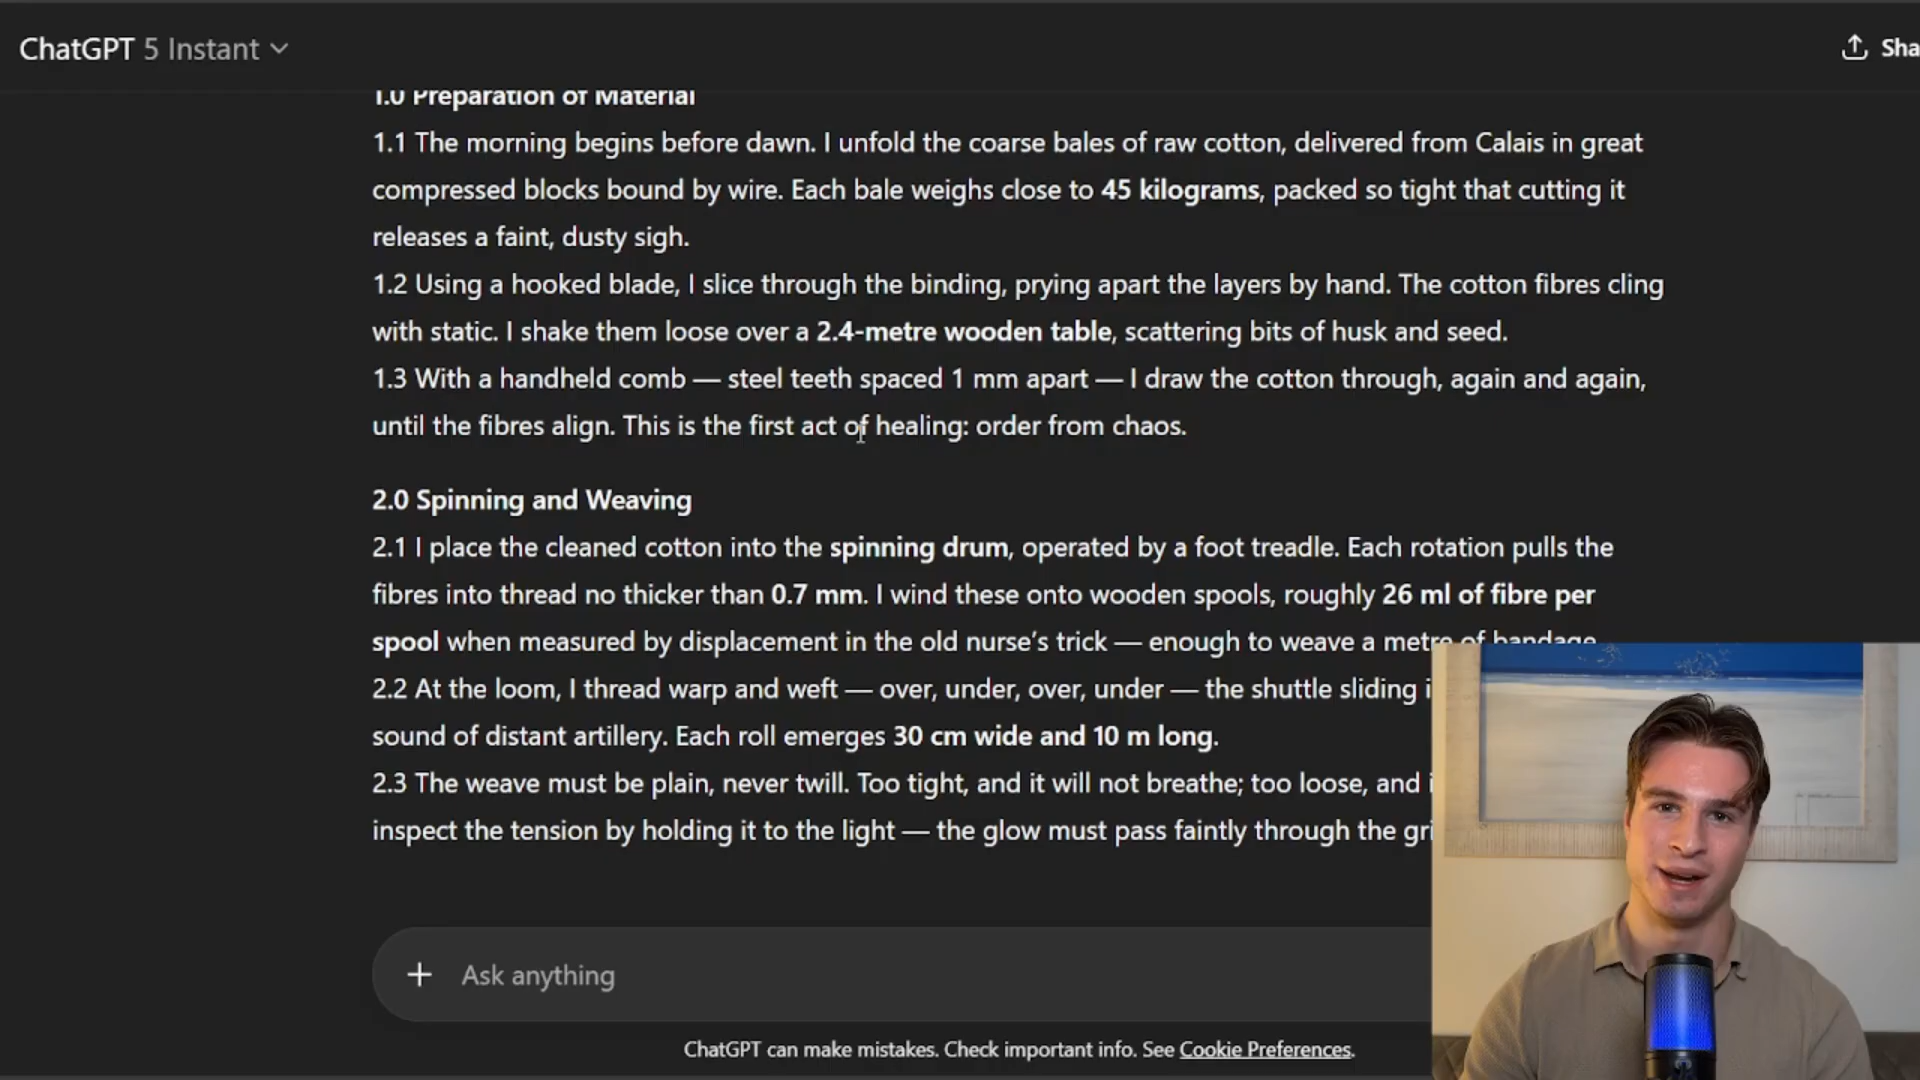 ChatGPT 5 Instant
Sha
1.0 Preparation of Material
1.1 The morning begins before dawn. I unfold the coarse bales of raw cotton, delivered from Calais in great
compressed blocks bound by wire. Each bale weighs close to 45 kilograms, packed so tight that cutting it
releases a faint, dusty sigh.
1.2 Using a hooked blade, I slice through the binding, prying apart the layers by hand. The cotton fibres cling
with static. I shake them loose over a 2.4-metre wooden table, scattering bits of husk and seed.
1.3 With a handheld comb — steel teeth spaced 1 mm apart — I draw the cotton through, again and again,
until the fibres align. This is the first act of healing: order from chaos.
2.0 Spinning and Weaving
2.1 I place the cleaned cotton into the spinning drum, operated by a foot treadle. Each rotation pulls the
fibres into thread no thicker than 0.7 mm. I wind these onto wooden spools, roughly 26 ml of fibre per
spool when measured by displacement in the old nurse’s trick — enough to weave a metre of bandage
2.2 At the loom, I thread warp and weft — over, under, over, under — the shuttle sliding
sound of distant artillery. Each roll emerges 30 cm wide and 10 m long.
2.3 The weave must be plain, never twill. Too tight, and it will not breathe; too loose, and
inspect the tension by holding it to the light — the glow must pass faintly through the gri
Ask anything
ChatGPT can make mistakes. Check important info. See Cookie Preferences.